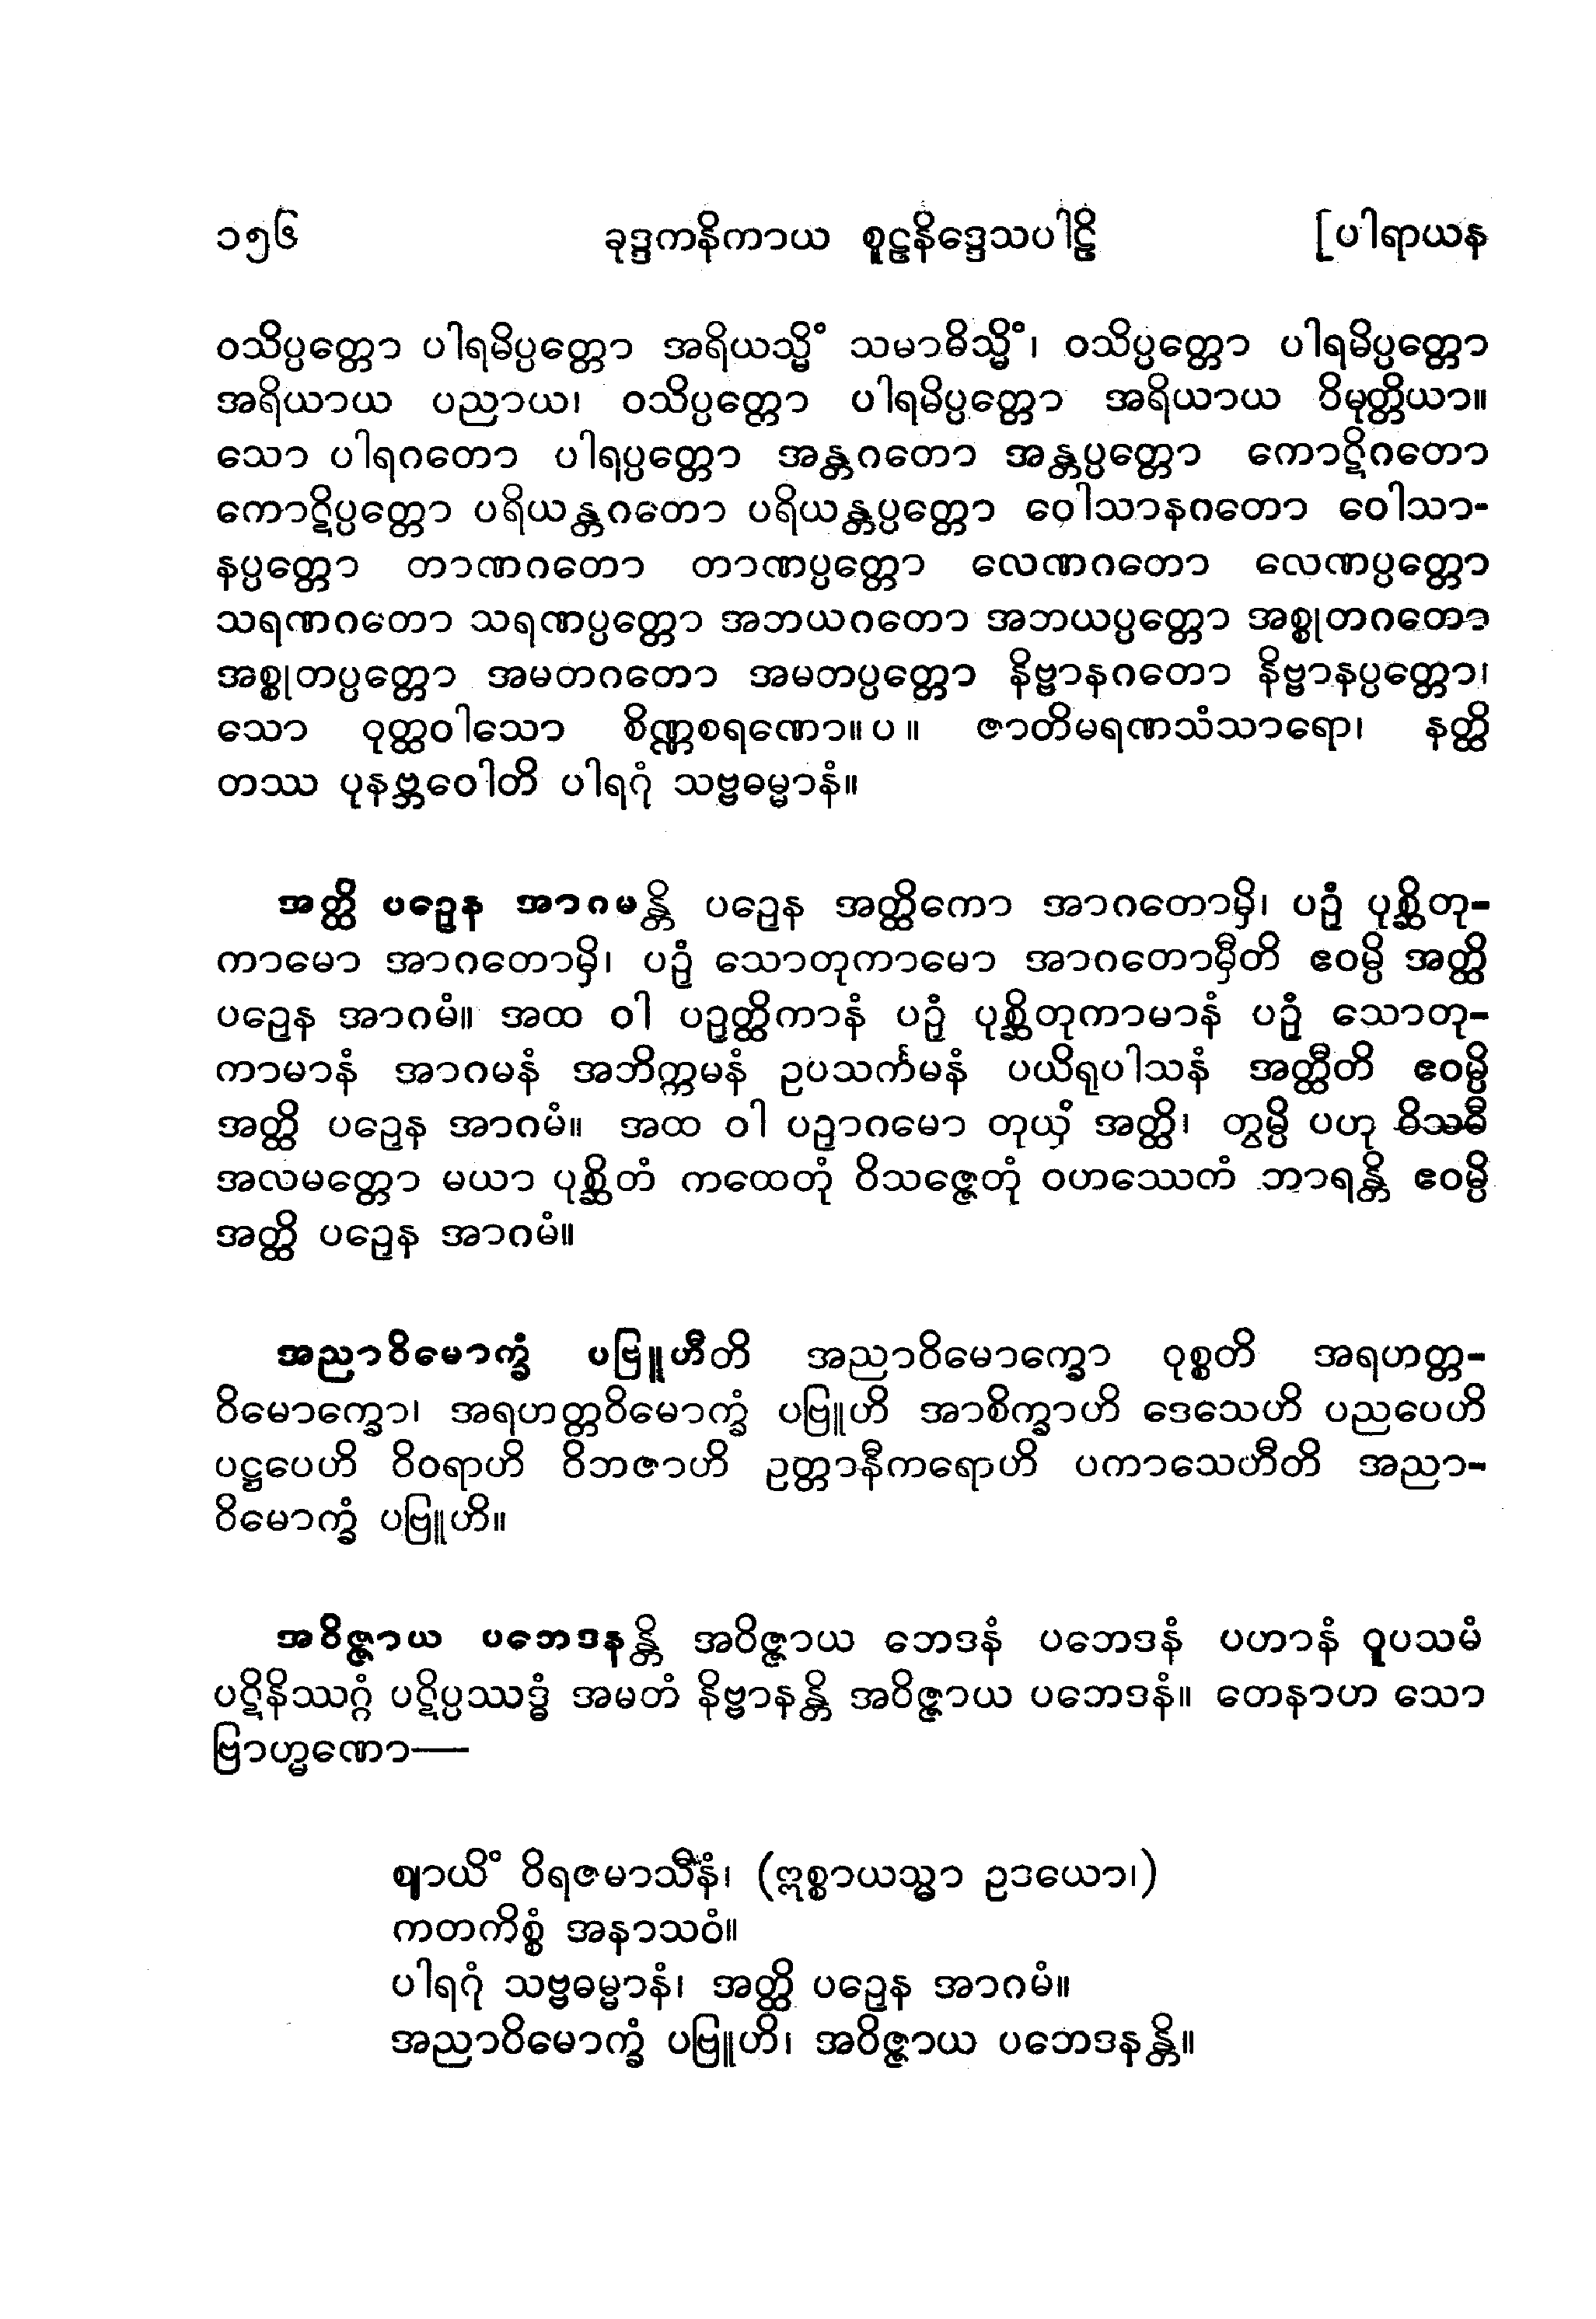 ၁၅၆ ခုဒ္ဒကနိကာယ စူဠနိဒ္ဒေသပါဠိ [ပါရာယန
ဝသိပ္ပတ္တော ပါရမိပ္ပတ္တော အရိယသ္မိံ သမာဓိသ္မိံ၊ ဝသိပ္ပတ္တော ပါရမိပ္ပတ္တော
အရိယာယ ပညာယ၊ ဝသိပ္ပတ္တော ပါရမိပ္ပတ္တော အရိယာယ ဝိမုတ္တိယာ။
သော ပါရဂတော ပါရပ္ပတ္တော အန္တဂတော အန္တပ္ပတ္တော ကောဋိဂတော
ကောဋိပ္ပတ္တော ပရိယန္တဂတော ပရိယန္တပ္ပတ္တော ဝေါသာနဂတော ဝေါသာ-
နပ္ပတ္တော တာဏဂတော တာဏပ္ပတ္တော လေဏဂတော လေဏပ္ပတ္တော
သရဏဂတော သရဏပ္ပတ္တော အဘယဂတော အဘယပ္ပတ္တော အစ္စုတဂတော
အစ္စုတပ္ပတ္တော အမတဂတော အမတပ္ပတ္တော နိဗ္ဗာနဂတော နိဗ္ဗာနပ္ပတ္တော၊
သော ဝုတ္ထဝါသော စိဏ္ဏစရဏော။ပ။ ဇာတိမရဏသံသာရော၊ နတ္ထိ
တဿ ပုနဗ္ဘဝေါတိ ပါရဂုံ သဗ္ဗဓမ္မာနံ။
အတ္ထိ ပဉှေန အာဂမန္တိ ပဉှေန အတ္ထိကော အာဂတောမှိ၊ ပဉှံ ပုစ္ဆိတု-
ကာမော အာဂတောမှိ၊ ပဉှံ သောတုကာမော အာဂတောမှီတိ ဧဝမ္ပိ အတ္ထိ
ပဉှေန အာဂမံ။ အထ ဝါ ပဉှတ္ထိကာနံ ပဉှံ ပုစ္ဆိတုကာမာနံ ပဉှံ သောတု-
ကာမာနံ အာဂမနံ အဘိက္ကမနံ ဥပသင်္ကမနံ ပယိရုပါသနံ အတ္ထီတိ ဧဝမ္ပိ
အတ္ထိ ပဉှေန အာဂမံ။ အထ ဝါ ပဉှာဂမော တုယှံ အတ္ထိ၊ တွမ္ပိ ပဟု ဝိသဝီ
အလမတ္တော မယာ ပုစ္ဆိတံ ကထေတုံ ဝိသဇ္ဇေတုံ ဝဟဿေတံ ဘာရန္တိ ဧဝမ္ပိ
အတ္ထိ ပဉှေန အာဂမံ။
အညာဝိမောက္ခံ ပဗြူဟီတိ အညာဝိမောက္ခော ဝုစ္စတိ အရဟတ္တ-
ဝိမောက္ခော၊ အရဟတ္တဝိမောက္ခံ ပဗြူဟိ အာစိက္ခာဟိ ဒေသေဟိ ပညပေဟိ
ပဋ္ဌပေဟိ ဝိဝရာဟိ ဝိဘဇာဟိ ဥတ္တာနီကရောဟိ ပကာသေဟီတိ အညာ-
ဝိမောက္ခံ ပဗြူဟိ။
အဝိဇ္ဇာယ ပဘေဒနန္တိ အဝိဇ္ဇာယ ဘေဒနံ ပဘေဒနံ ပဟာနံ ဝူပသမံ
ပဋိနိဿဂ္ဂံ ပဋိပ္ပဿဒ္ဓံ အမတံ နိဗ္ဗာနန္တိ အဝိဇ္ဇာယ ပဘေဒနံ။ တေနာဟ သော
ဗြာဟ္မဏော—
ဈာယိံ ဝိရဇမာသီနံ၊ (ဣစ္စာယသ္မာ ဥဒယော၊)
ကတကိစ္စံ အနာသဝံ။
ပါရဂုံ သဗ္ဗဓမ္မာနံ၊ အတ္ထိ ပဉှေန အာဂမံ။
အညာဝိမောက္ခံ ပဗြူဟိ၊ အဝိဇ္ဇာယ ပဘေဒနန္တိ။